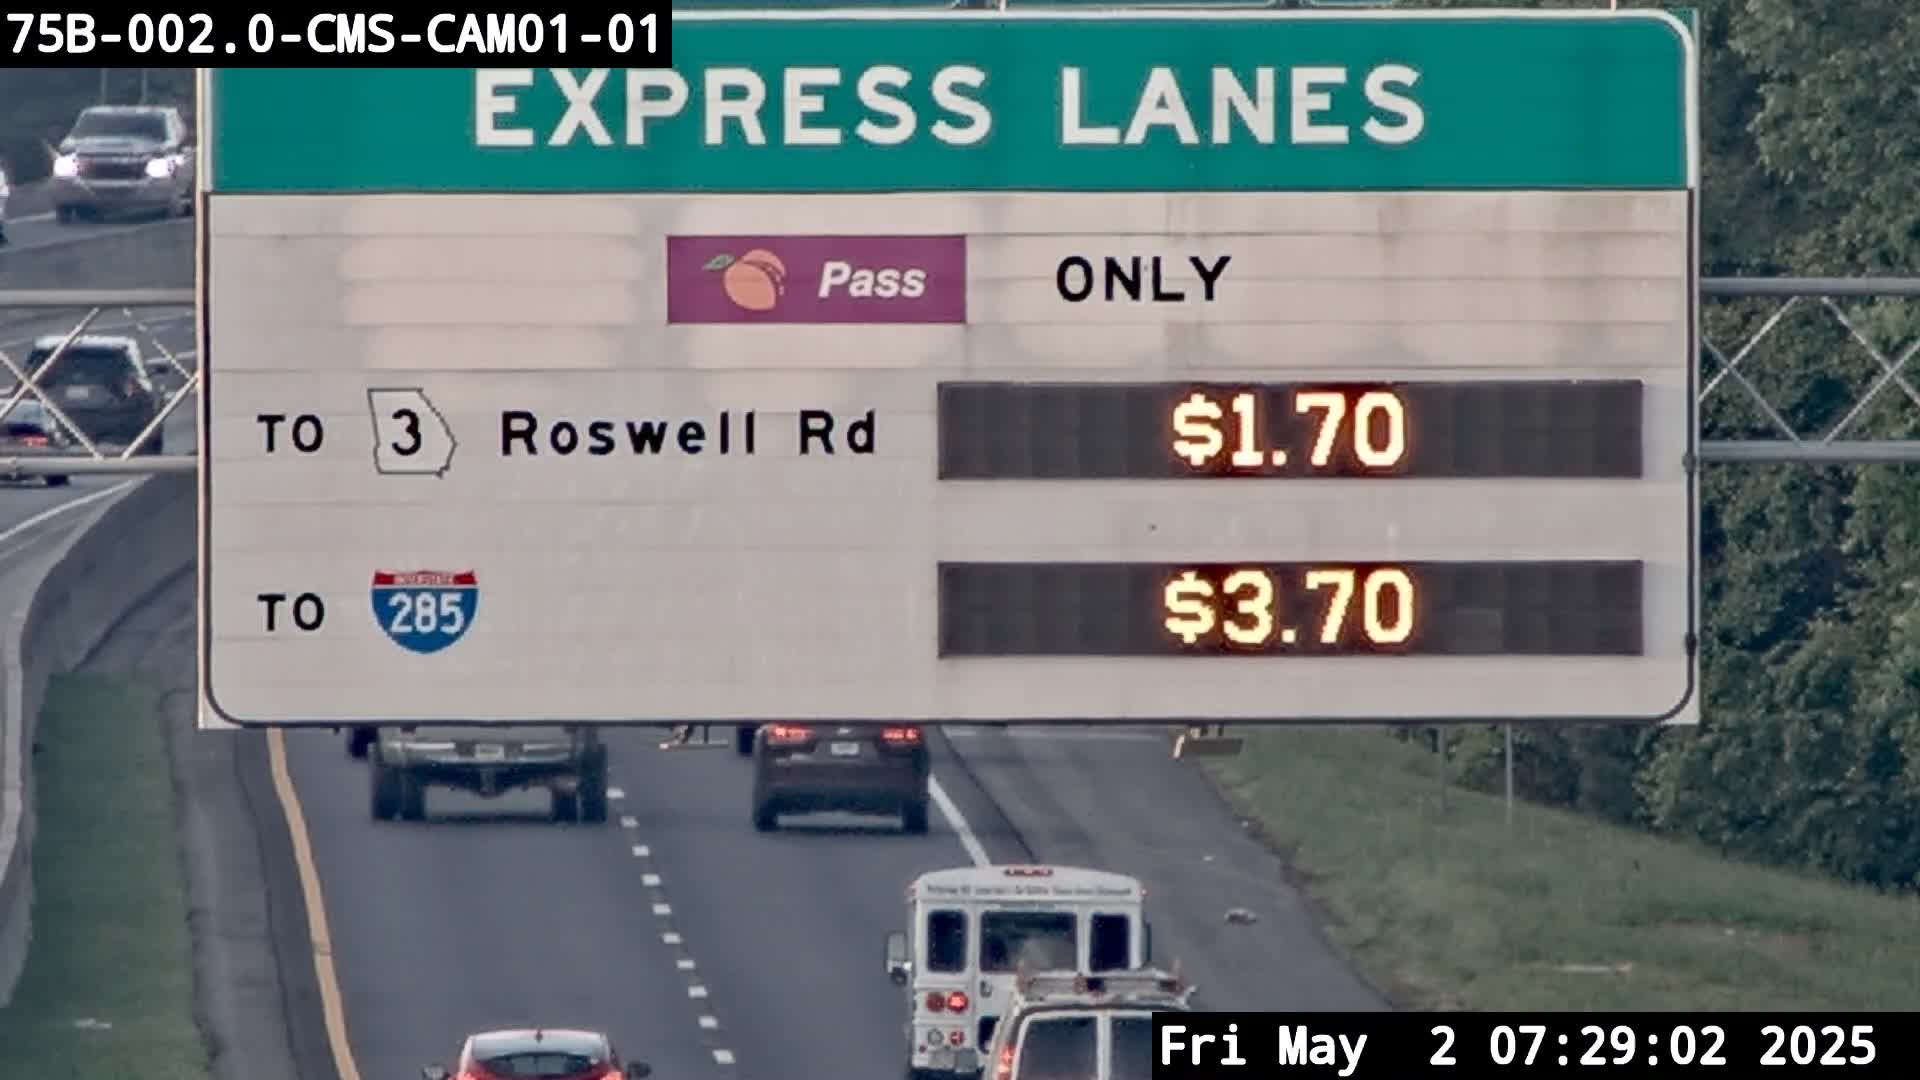 75B-002.0-CMS-CAM01-01
EXPRESS LANES
Pass ONLY
TO 3 Roswell Rd $1.70
TO INTERSTATE 285 $3.70
Fri May 2 07:29:02 2025